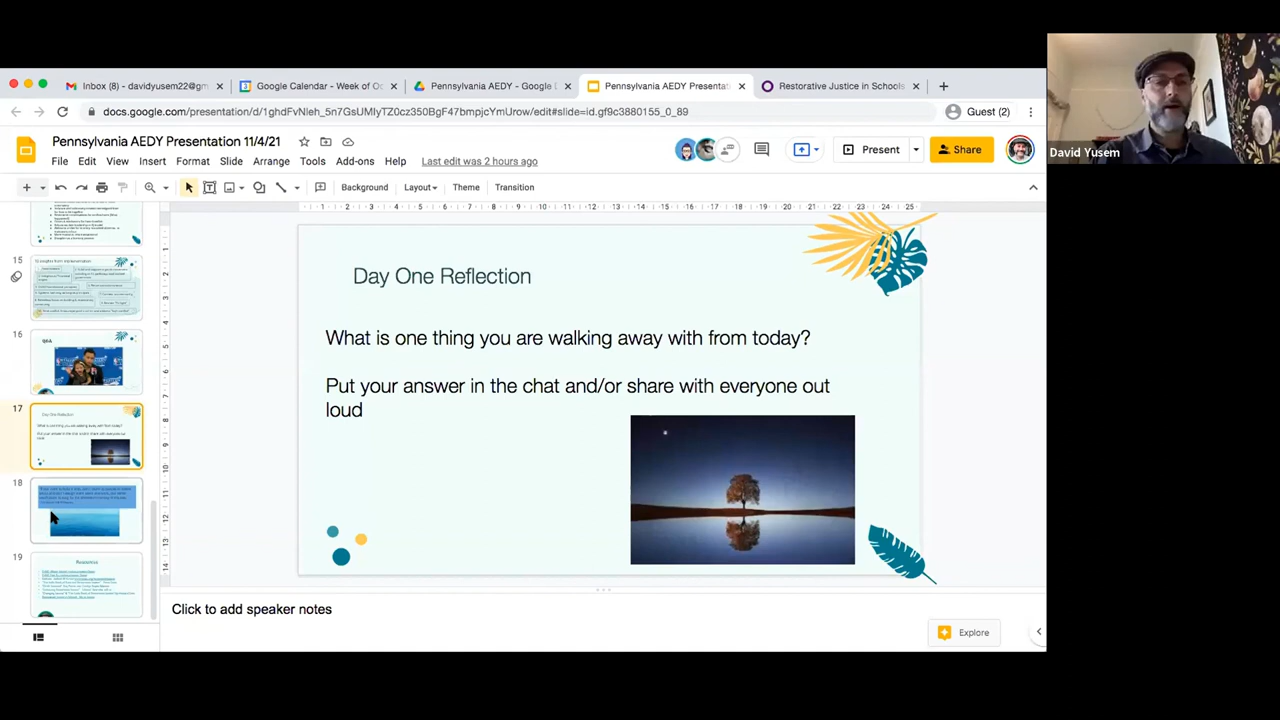 Inbox (8) - davidyusem22@gm
Google Calendar - Week of Oc
Pennsylvania AEDY - Google D
Pennsylvania AEDY Presentat
Restorative Justice in Schools,
docs.google.com/presentation/d/1ghdFvNleh_5n7GsUMlyTZ0cz350BgF47bmpjcYmUrow/edit#slide=id.gf9c3880155_0_89
Guest (2)
Pennsylvania AEDY Presentation 11/4/21
File Edit View Insert Format Slide Arrange Tools Add-ons Help Last edit was 2 hours ago
Present
Share
David Yusem
Background Layout Theme Transition
15
16
Q&A
17
18
19
Resources
Day One Reflection
What is one thing you are walking away with from today?
Put your answer in the chat and/or share with everyone out
loud
Click to add speaker notes
Explore